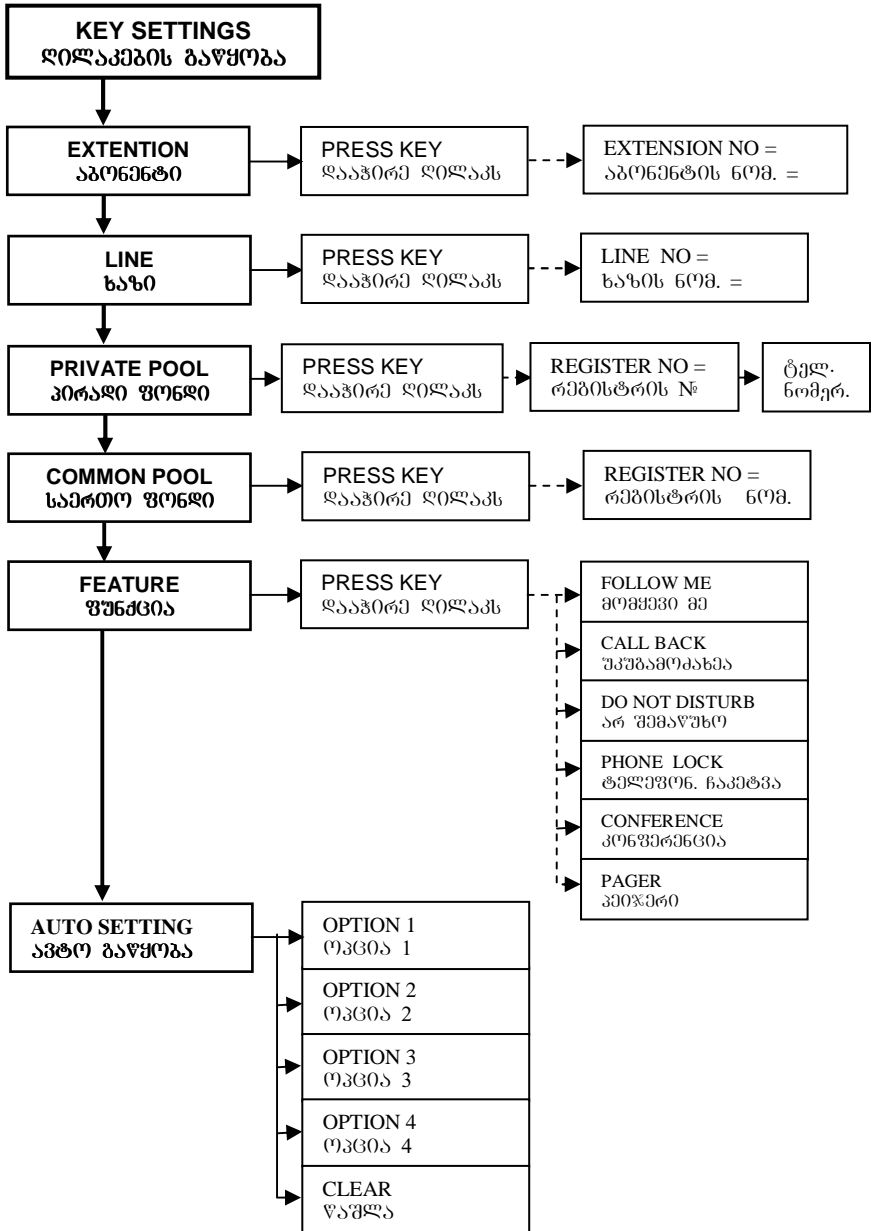 KEY SETTINGS
ღილაკების გაწყობა
EXTENTION
აბონენტი
PRESS KEY
დააჭირე ღილაკს
EXTENSION NO =
აბონენტის ნომ. =
LINE
ხაზი
PRESS KEY
დააჭირე ღილაკს
LINE NO =
ხაზის ნომ. =
PRIVATE POOL
პირადი ფონდი
PRESS KEY
დააჭირე ღილაკს
REGISTER NO =
რეგისტრის №
ტელ.
ნომერ.
COMMON POOL
საერთო ფონდი
PRESS KEY
დააჭირე ღილაკს
REGISTER NO =
რეგისტრის ნომ.
FEATURE
ფუნქცია
PRESS KEY
დააჭირე ღილაკს
FOLLOW ME
მომყევი მე
CALL BACK
უკუგამოძახეა
DO NOT DISTURB
არ შემაწუხო
PHONE LOCK
ტელეფონ. ჩაკეტვა
CONFERENCE
კონფერენცია
PAGER
პეიჯერი
AUTO SETTING
ავტო გაწყობა
OPTION 1
ოპცია 1
OPTION 2
ოპცია 2
OPTION 3
ოპცია 3
OPTION 4
ოპცია 4
CLEAR
წაშლა